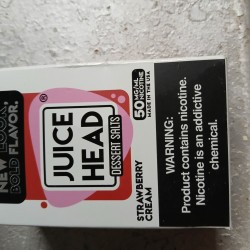 NEW LOOK
BOLD FLAVOR.
JUICE
HEAD
®
DESSERT SALTS
STRAWBERRY
CREAM
50 MG/ML
NICOTINE
MADE IN THE USA
WARNING:
Product contains nicotine.
Nicotine is an addictive
chemical.